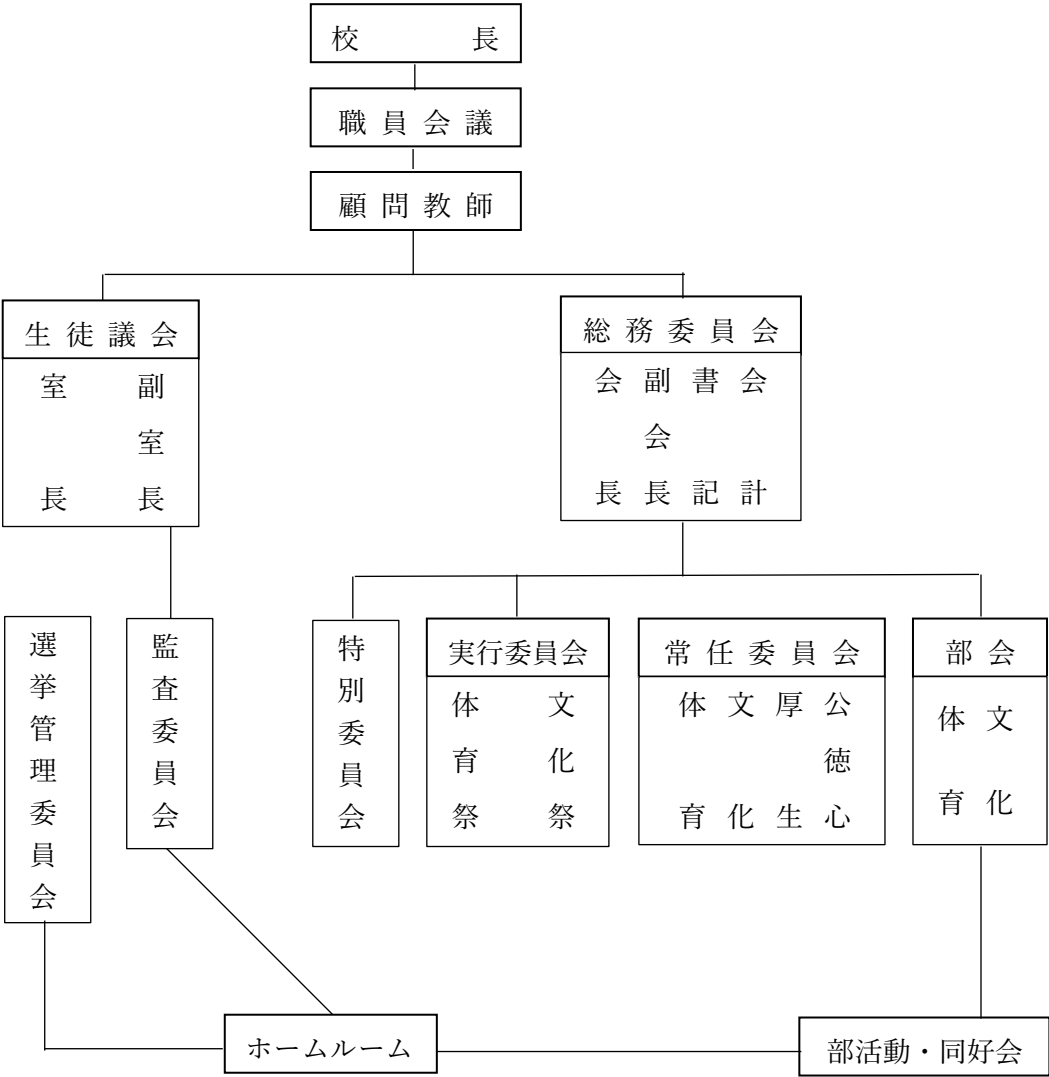 校長
職員会議
顧問教師
生徒議会
室長
副室長
総務委員会
会長
副会長
書記
会計
選挙管理委員会
監査委員会
特別委員会
実行委員会
体育祭
文化祭
常任委員会
体育
文化
厚生
公徳心
部会
体育
文化
ホームルーム
部活動・同好会